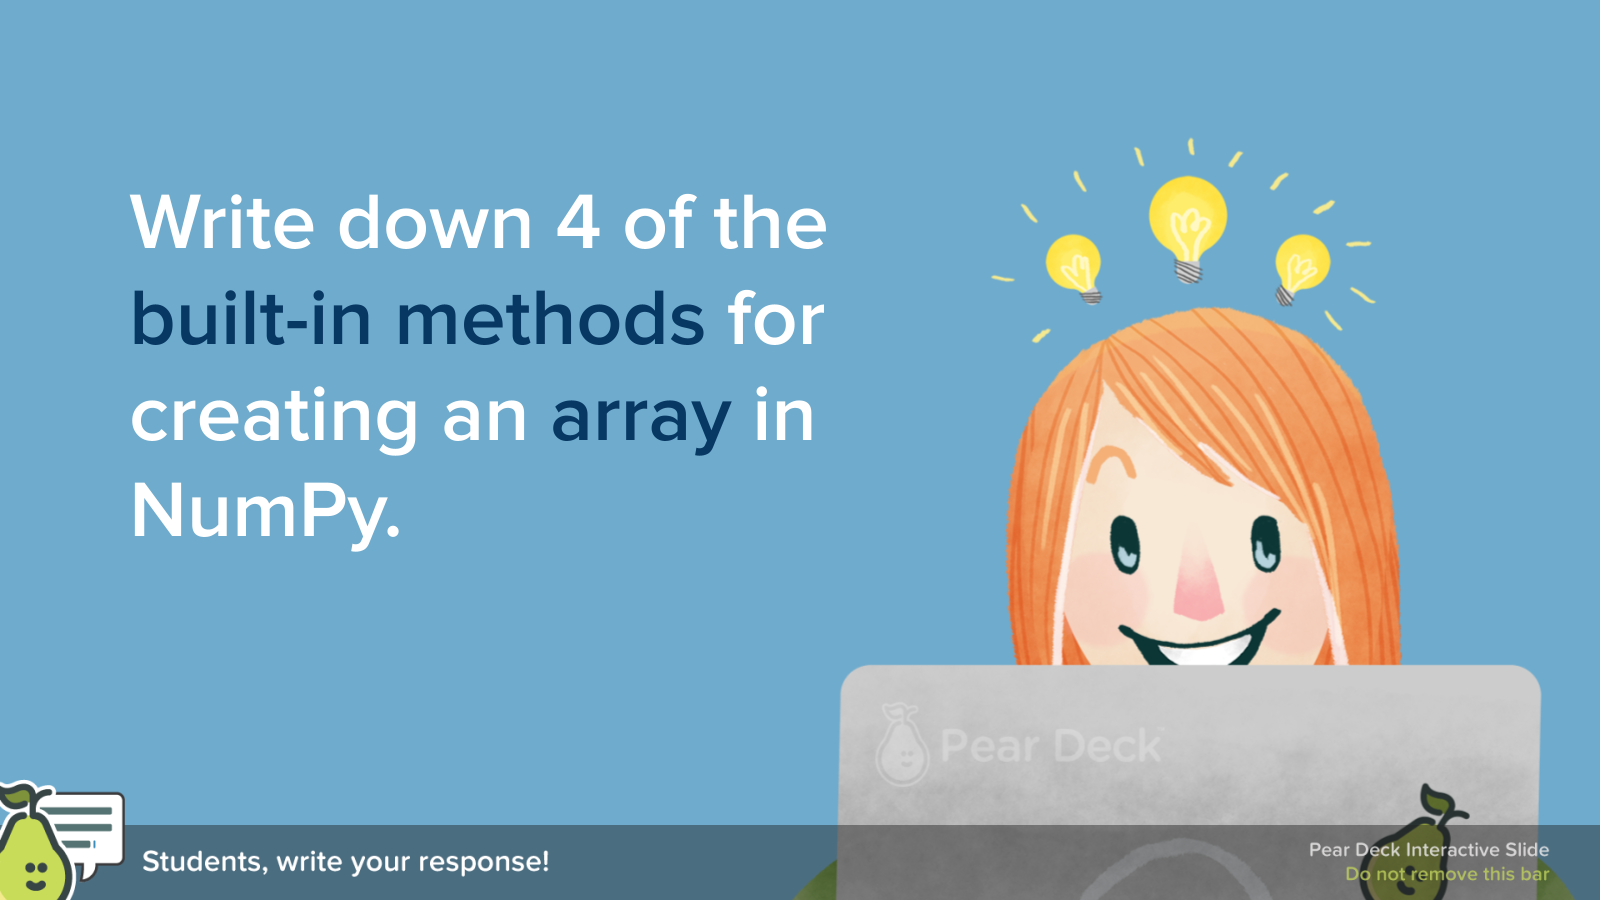 Write down 4 of the
built-in methods for
creating an array in
NumPy.
Pear Deck
Students, write your response!
Pear Deck Interactive Slide
Do not remove this bar